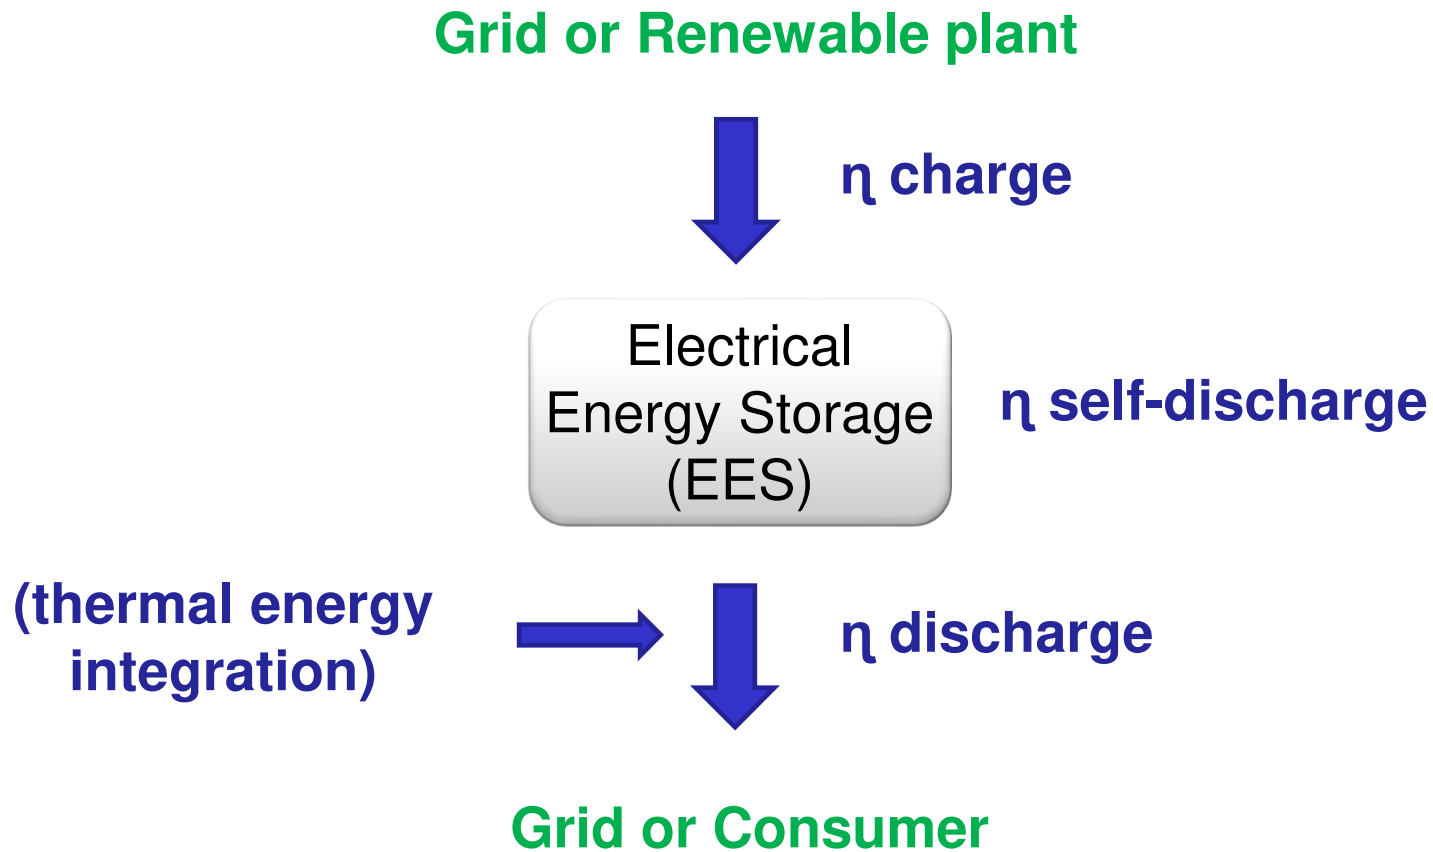 Grid or Renewable plant
η charge
Electrical
Energy Storage
(EES)
η self-discharge
(thermal energy
integration)
η discharge
Grid or Consumer